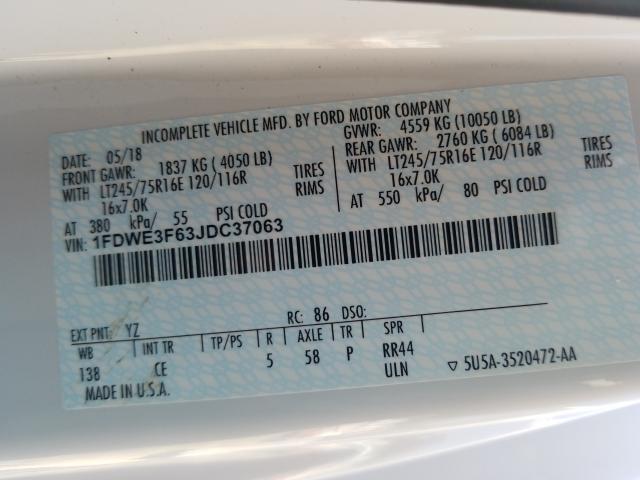 INCOMPLETE VEHICLE MFD. BY FORD MOTOR COMPANY
DATE: 05/18 GVWR: 4559 KG (10050 LB)
FRONT GAWR: 1837 KG (4050 LB) REAR GAWR: 2760 KG (6084 LB)
WITH LT245/75R16E 120/116R TIRES WITH LT245/75R16E 120/116R TIRES
16x7.0K RIMS 16x7.0K RIMS
AT 380 kPa/ 55 PSI COLD AT 550 kPa/ 80 PSI COLD
VIN: 1FDWE3F63JDC37063
RC: 86 DSO:
EXT PNT: YZ
WB INT TR TP/PS R AXLE TR SPR
138 CE 5 58 P RR44
ULN
MADE IN U.S.A. ▽ 5U5A-3520472-AA